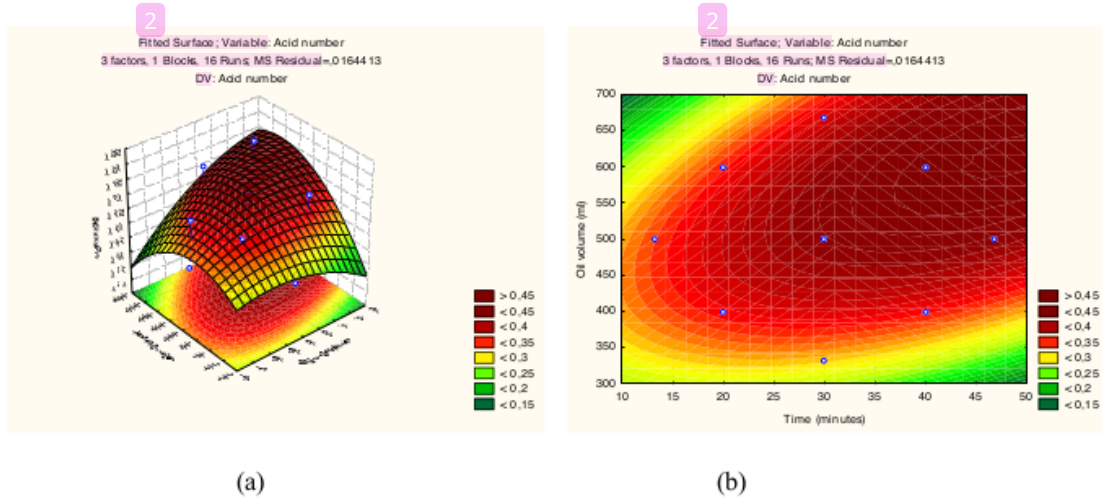 2
Fitted Surface; Variable: Acid number
3 factors, 1 Blocks, 16 Runs; MS Residual=,0164413
DV: Acid number
> 0,45
< 0,45
< 0,4
< 0,35
< 0,3
< 0,25
< 0,2
< 0,15
(a)
2
Fitted Surface; Variable: Acid number
3 factors, 1 Blocks, 16 Runs; MS Residual=,0164413
DV: Acid number
700
650
600
550
500
450
400
350
300
Oil volume (ml)
10 15 20 25 30 35 40 45 50
Time (minutes)
> 0,45
< 0,45
< 0,4
< 0,35
< 0,3
< 0,25
< 0,2
< 0,15
(b)